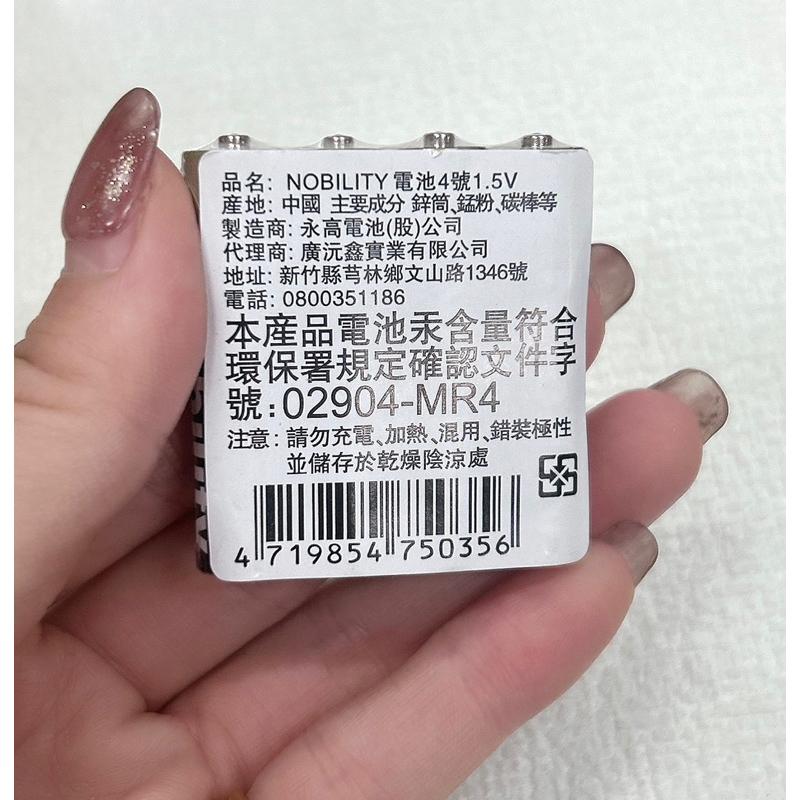 品名: NOBILITY 電池4號1.5V
産地: 中國 主要成分 鋅筒、錳粉、碳棒等
製造商: 永高電池(股)公司
代理商: 廣沅鑫實業有限公司
地址: 新竹縣芎林鄉文山路1346號
電話: 0800351186
本産品電池汞含量符合
環保署規定確認文件字
號:02904-MR4
注意: 請勿充電、加熱、混用、錯裝極性
並儲存於乾燥陰涼處
4 719854 750356